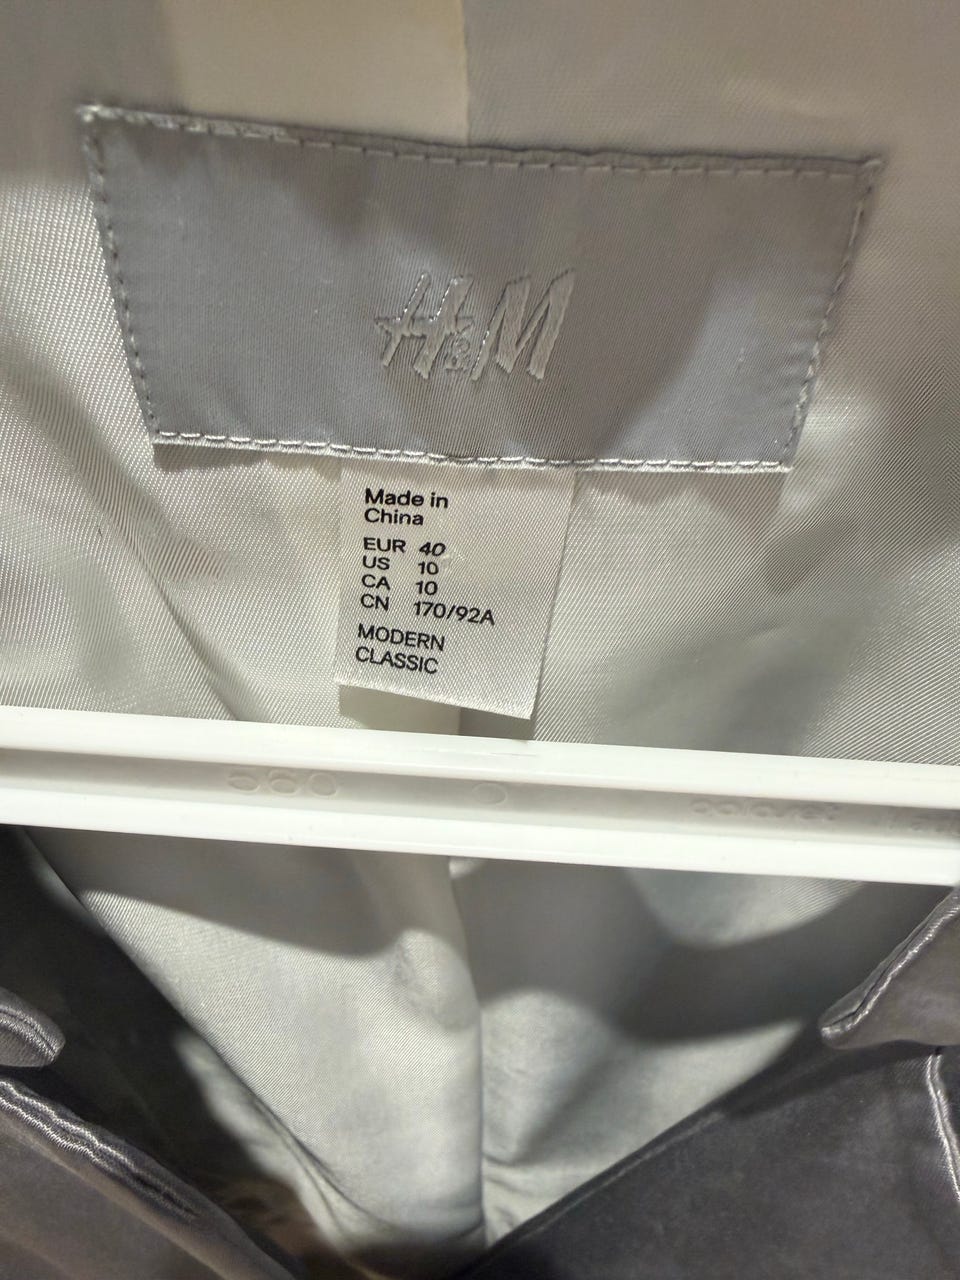 H&M
Made in
China
EUR 40
US 10
CA 10
CN 170/92A
MODERN
CLASSIC